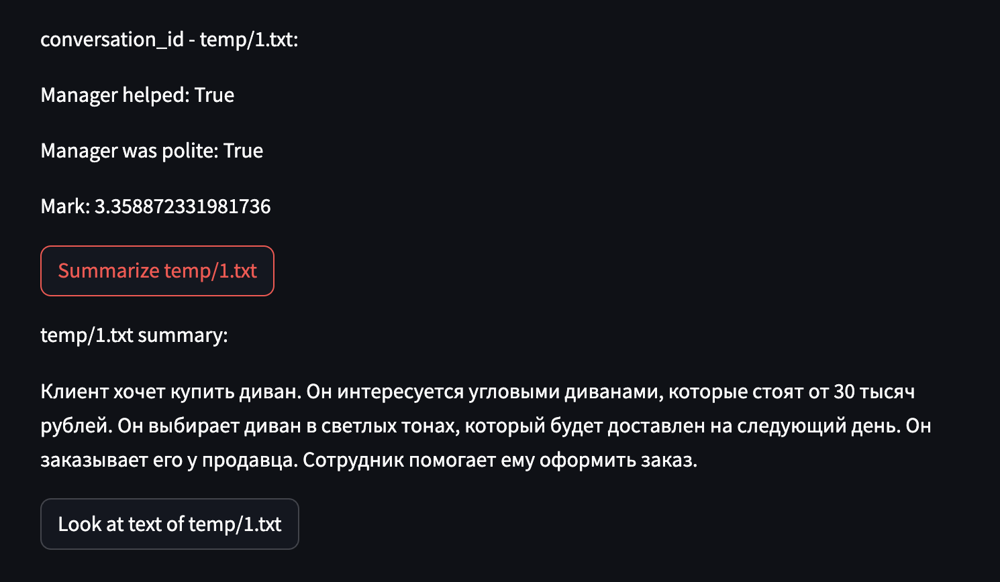 conversation_id - temp/1.txt:
Manager helped: True
Manager was polite: True
Mark: 3.358872331981736
Summarize temp/1.txt
temp/1.txt summary:
Клиент хочет купить диван. Он интересуется угловыми диванами, которые стоят от 30 тысяч
рублей. Он выбирает диван в светлых тонах, который будет доставлен на следующий день. Он
заказывает его у продавца. Сотрудник помогает ему оформить заказ.
Look at text of temp/1.txt